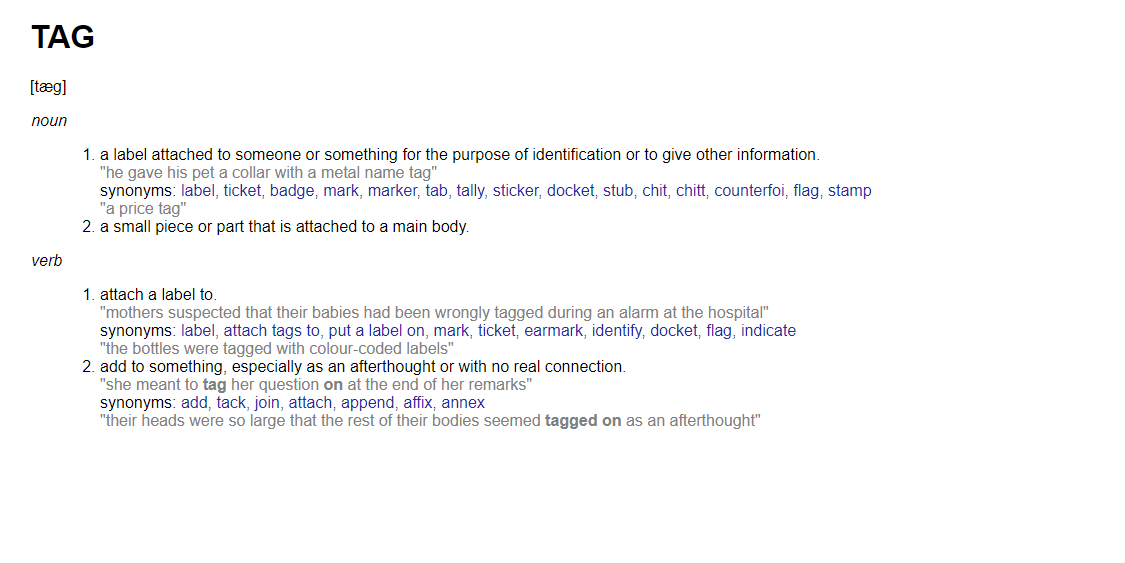 TAG
[tæg]
noun
1. a label attached to someone or something for the purpose of identification or to give other information.
"he gave his pet a collar with a metal name tag"
synonyms: label, ticket, badge, mark, marker, tab, tally, sticker, docket, stub, chit, chitt, counterfoi, flag, stamp
"a price tag"
2. a small piece or part that is attached to a main body.
verb
1. attach a label to.
"mothers suspected that their babies had been wrongly tagged during an alarm at the hospital"
synonyms: label, attach tags to, put a label on, mark, ticket, earmark, identify, docket, flag, indicate
"the bottles were tagged with colour-coded labels"
2. add to something, especially as an afterthought or with no real connection.
"she meant to tag her question on at the end of her remarks"
synonyms: add, tack, join, attach, append, affix, annex
"their heads were so large that the rest of their bodies seemed tagged on as an afterthought"